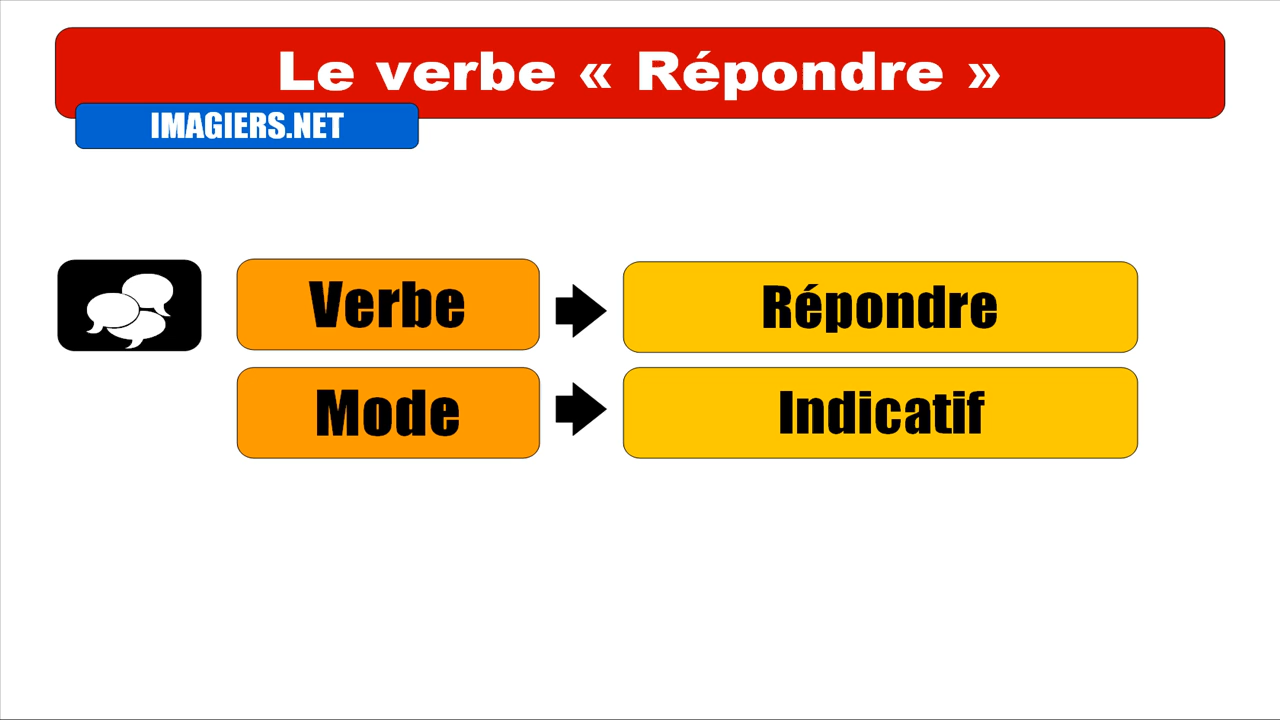 Le verbe « Répondre »
IMAGIERS.NET
Verbe Répondre
Mode Indicatif